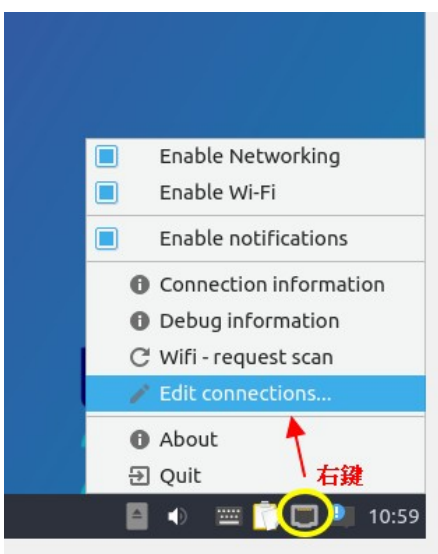 Enable Networking
Enable Wi-Fi
Enable notifications
Connection information
Debug information
Wifi - request scan
Edit connections...
About
Quit
右鍵
10:59